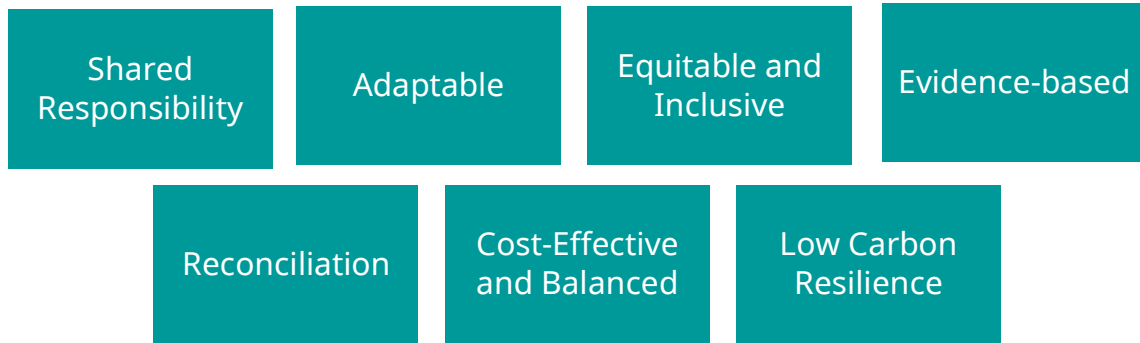 Shared
Responsibility
Adaptable
Equitable and
Inclusive
Evidence-based
Reconciliation
Cost-Effective
and Balanced
Low Carbon
Resilience